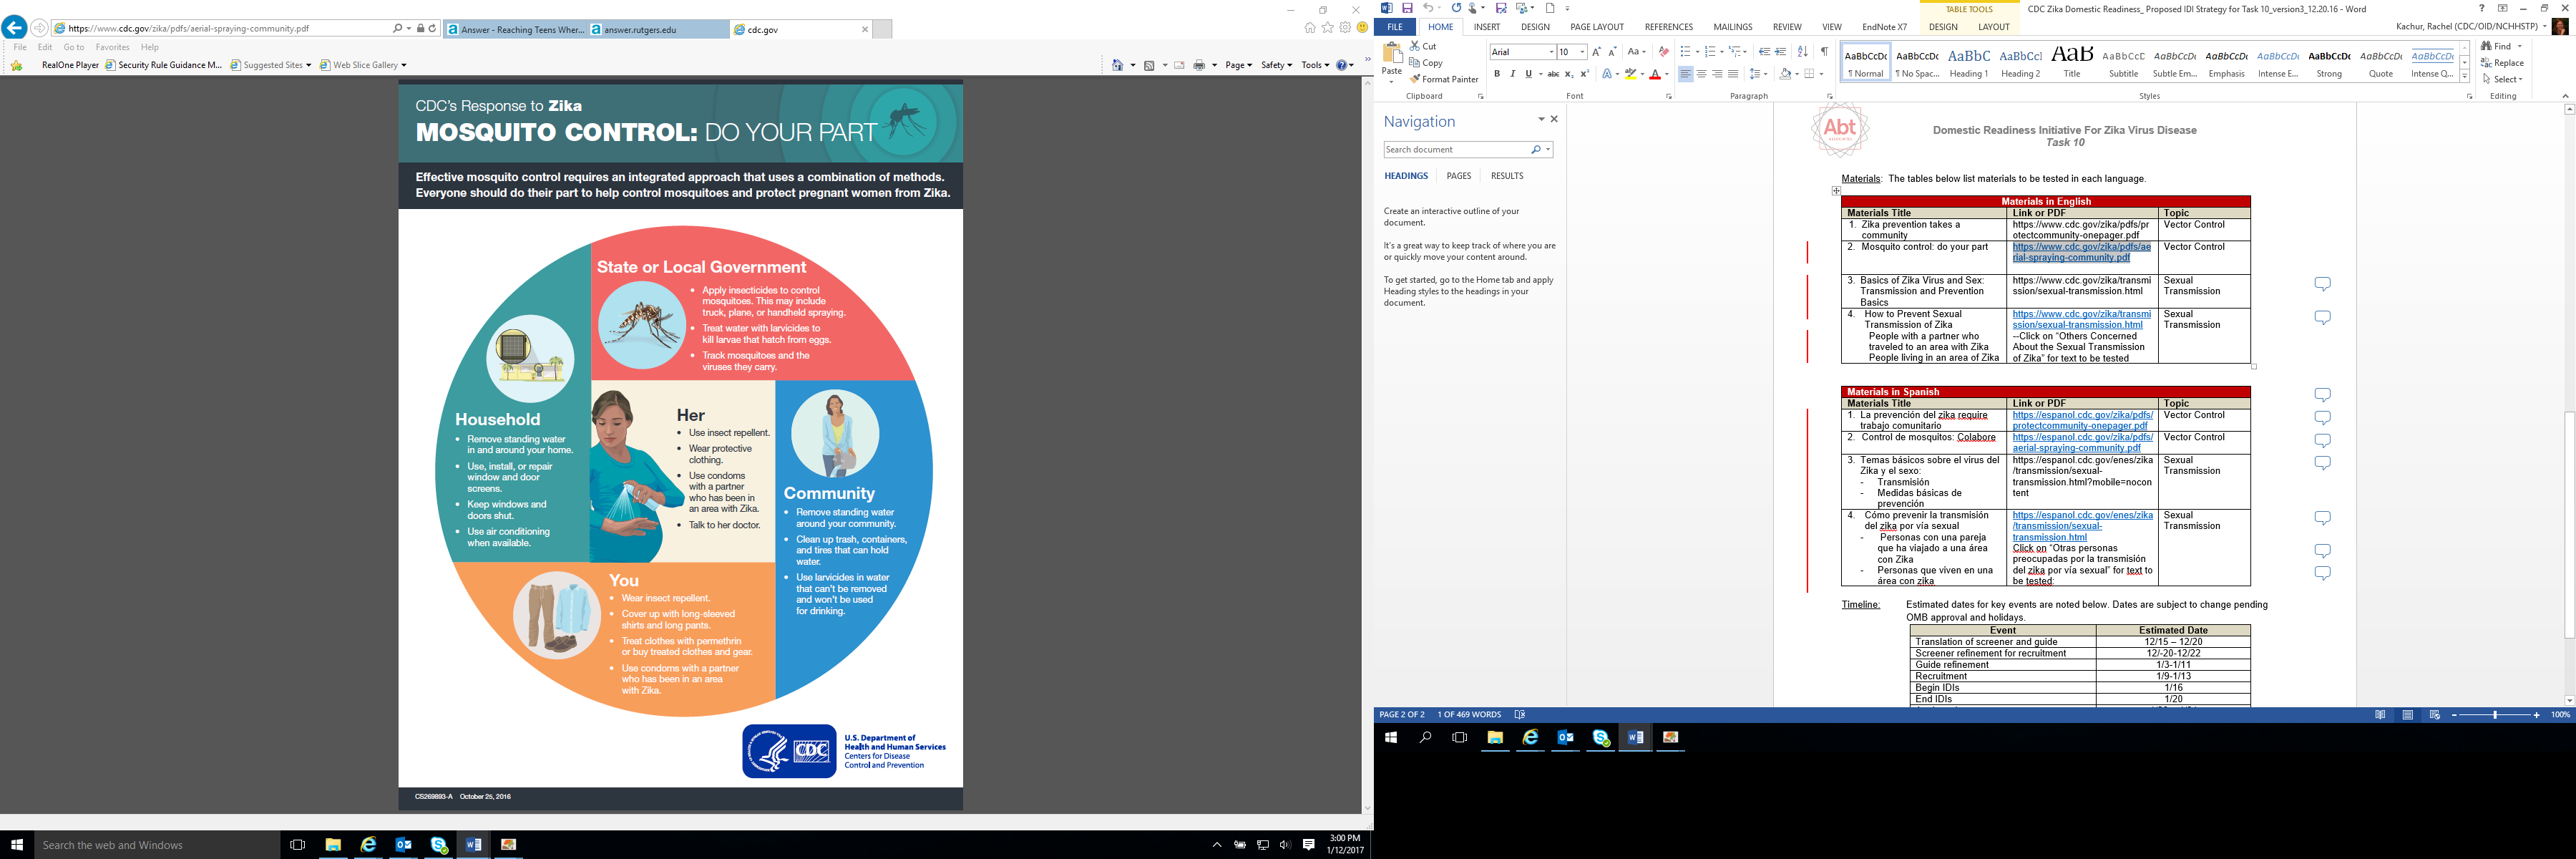 https://www.cdc.gov/zika/pdfs/aerial-spraying-community.pdf
Answer - Reaching Teens Wher...
answer.rutgers.edu
cdc.gov
File Edit Go to Favorites Help
RealOne Player Security Rule Guidance M... Suggested Sites Web Slice Gallery
Page Safety Tools
CDC's Response to Zika
MOSQUITO CONTROL: DO YOUR PART
Effective mosquito control requires an integrated approach that uses a combination of methods.
Everyone should do their part to help control mosquitoes and protect pregnant women from Zika.
State or Local Government
• Apply insecticides to control
mosquitoes. This may include
truck, plane, or handheld spraying.
• Treat water with larvicides to
kill larvae that hatch from eggs.
• Track mosquitoes and the
viruses they carry.
Household
• Remove standing water
in and around your home.
• Use, install, or repair
window and door
screens.
• Keep windows and
doors shut.
• Use air conditioning
when available.
Her
• Use insect repellent.
• Wear protective
clothing.
• Use condoms
with a partner
who has been in
an area with Zika.
• Talk to her doctor.
Community
• Remove standing water
around your community.
• Clean up trash, containers,
and tires that can hold
water.
• Use larvicides in water
that can't be removed
and won't be used
for drinking.
You
• Wear insect repellent.
• Cover up with long-sleeved
shirts and long pants.
• Treat clothes with permethrin
or buy treated clothes and gear.
• Use condoms with a partner
who has been in an area
with Zika.
CDC
U.S. Department of
Health and Human Services
Centers for Disease
Control and Prevention
CS269893-A October 25, 2016
Search the web and Windows
3:00 PM
1/12/2017
TABLE TOOLS
CDC Zika Domestic Readiness_ Proposed IDI Strategy for Task 10_version3_12.20.16 - Word
FILE HOME INSERT DESIGN PAGE LAYOUT REFERENCES MAILINGS REVIEW VIEW EndNote X7 DESIGN LAYOUT
Kachur, Rachel (CDC/OID/NCHHSTP)
Paste
Cut
Copy
Format Painter
Clipboard
Arial 10
Font
Paragraph
AaBbCcDc AaBbCcDc AaBbC AaBbCcl AaB AaBbCcD AaBbCcDt AaBbCcDt AaBbCcDt AaBbCcDc AaBbCcDt AaBbCcDt
¶ Normal ¶ No Spac... Heading 1 Heading 2 Title Subtitle Subtle Em... Emphasis Intense E... Strong Quote Intense Q...
Styles
Find
Replace
Select
Editing
Navigation
Search document
HEADINGS PAGES RESULTS
Create an interactive outline of your
document.
It's a great way to keep track of where you are
or quickly move your content around.
To get started, go to the Home tab and apply
Heading styles to the headings in your
document.
Abt
Domestic Readiness Initiative For Zika Virus Disease
Task 10
Materials: The tables below list materials to be tested in each language.
Materials in English
Materials Title Link or PDF Topic
1. Zika prevention takes a
community
https://www.cdc.gov/zika/pdfs/pr
otectcommunity-onepager.pdf
Vector Control
2. Mosquito control: do your part
https://www.cdc.gov/zika/pdfs/ae
rial-spraying-community.pdf
Vector Control
3. Basics of Zika Virus and Sex:
Transmission and Prevention
Basics
https://www.cdc.gov/zika/transmi
ssion/sexual-transmission.html
Sexual
Transmission
4. How to Prevent Sexual
Transmission of Zika
People with a partner who
traveled to an area with Zika
People living in an area of Zika
https://www.cdc.gov/zika/transmi
ssion/sexual-transmission.html
--Click on "Others Concerned
About the Sexual Transmission
of Zika" for text to be tested
Sexual
Transmission
Materials in Spanish
Materials Title Link or PDF Topic
1. La prevención del zika require
trabajo comunitario
https://espanol.cdc.gov/zika/pdfs/
protectcommunity-onepager.pdf
Vector Control
2. Control de mosquitos: Colabore
https://espanol.cdc.gov/zika/pdfs/
aerial-spraying-community.pdf
Vector Control
3. Temas básicos sobre el virus del
Zika y el sexo:
- Transmisión
- Medidas básicas de
prevención
https://espanol.cdc.gov/enes/zika
/transmission/sexual-
transmission.html?mobile=nocon
tent
Sexual
Transmission
4. Cómo prevenir la transmisión
del zika por vía sexual
- Personas con una pareja
que ha viajado a una área
con Zika
- Personas que viven en una
área con zika
https://espanol.cdc.gov/enes/zika
/transmission/sexual-
transmission.html
Click on "Otras personas
preocupadas por la transmisión
del zika por vía sexual" for text to
be tested:
Sexual
Transmission
Timeline: Estimated dates for key events are noted below. Dates are subject to change pending
OMB approval and holidays.
Event Estimated Date
Translation of screener and guide 12/15 – 12/20
Screener refinement for recruitment 12/-20-12/22
Guide refinement 1/3-1/11
Recruitment 1/9-1/13
Begin IDIs 1/16
End IDIs 1/20
PAGE 2 OF 2 1 OF 469 WORDS
100%